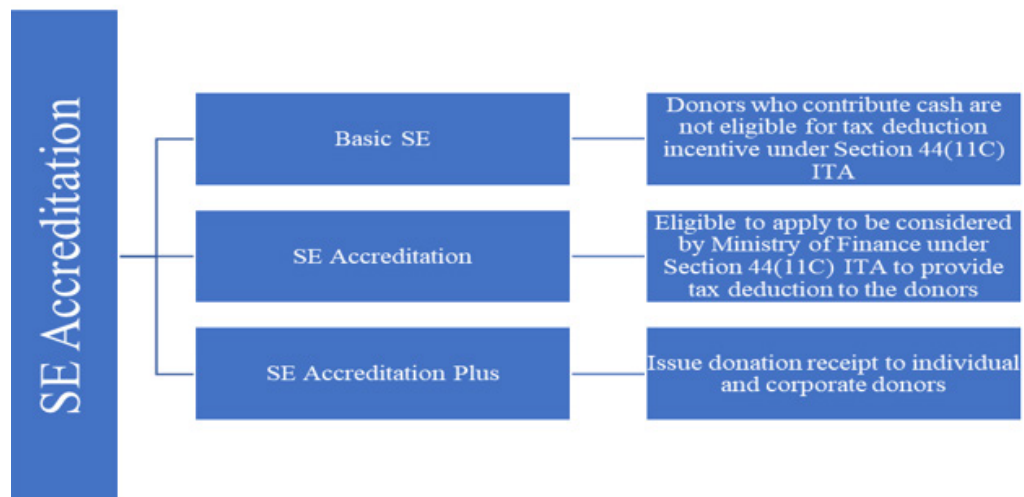 SE Accreditation
Basic SE
Donors who contribute cash are
not eligible for tax deduction
incentive under Section 44(11C)
ITA
SE Accreditation
Eligible to apply to be considered
by Ministry of Finance under
Section 44(11C) ITA to provide
tax deduction to the donors
SE Accreditation Plus
Issue donation receipt to individual
and corporate donors